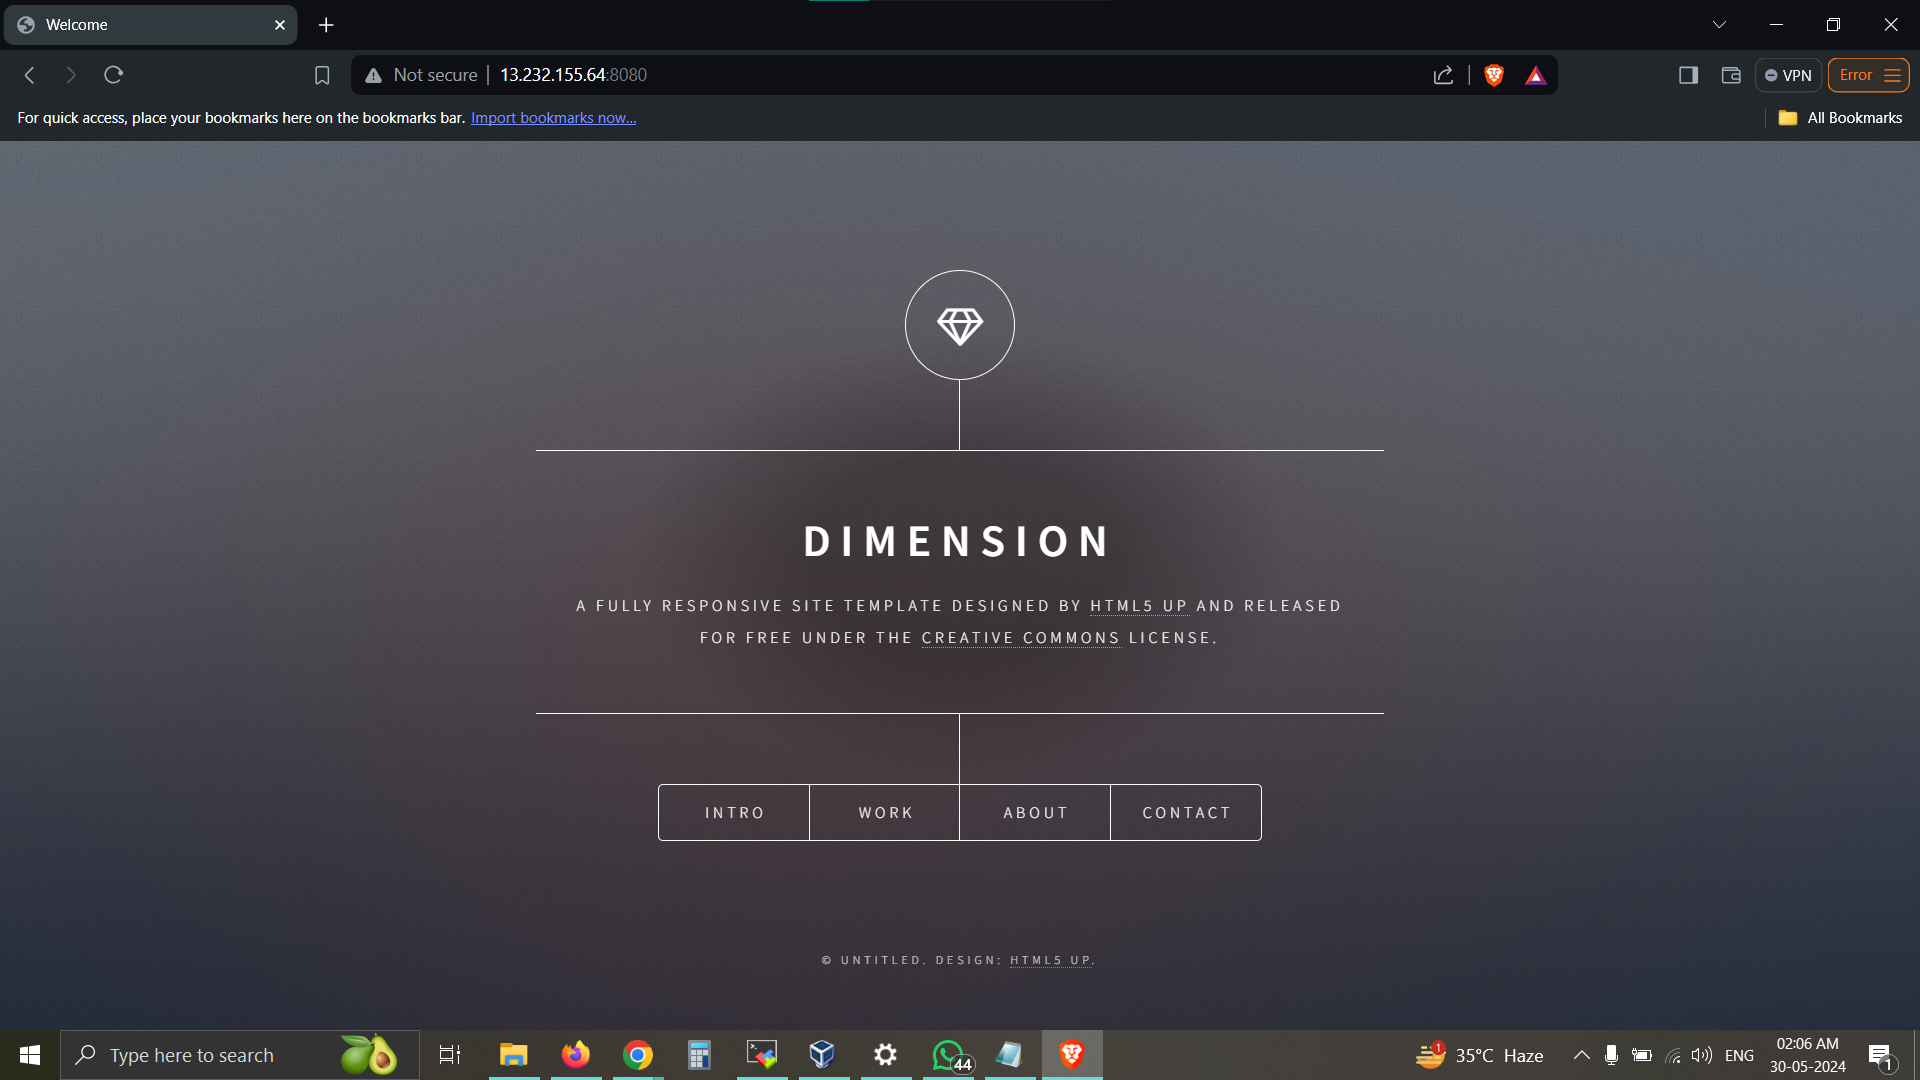 Welcome
Not secure 13.232.155.64:8080
VPN
Error
For quick access, place your bookmarks here on the bookmarks bar. Import bookmarks now...
All Bookmarks
DIMENSION
A FULLY RESPONSIVE SITE TEMPLATE DESIGNED BY HTML5 UP AND RELEASED
FOR FREE UNDER THE CREATIVE COMMONS LICENSE.
INTRO
WORK
ABOUT
CONTACT
© UNTITLED. DESIGN: HTML5 UP.
Type here to search
44
1
35°C Haze
ENG
02:06 AM
30-05-2024
1